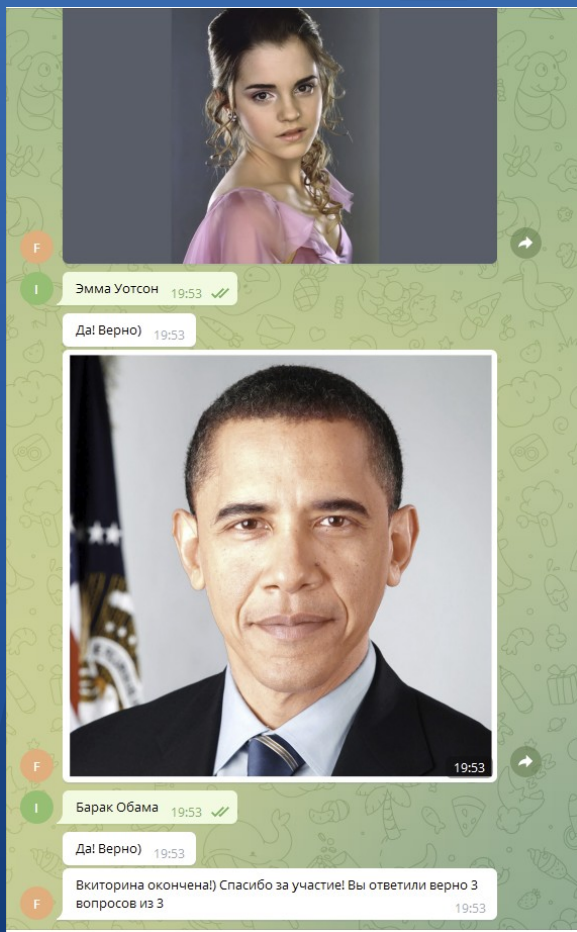 F
I
Эмма Уотсон 19:53
Да! Верно) 19:53
19:53
F
I
Барак Обама 19:53
Да! Верно) 19:53
Вкиторина окончена!) Спасибо за участие! Вы ответили верно 3
вопросов из 3
19:53
F